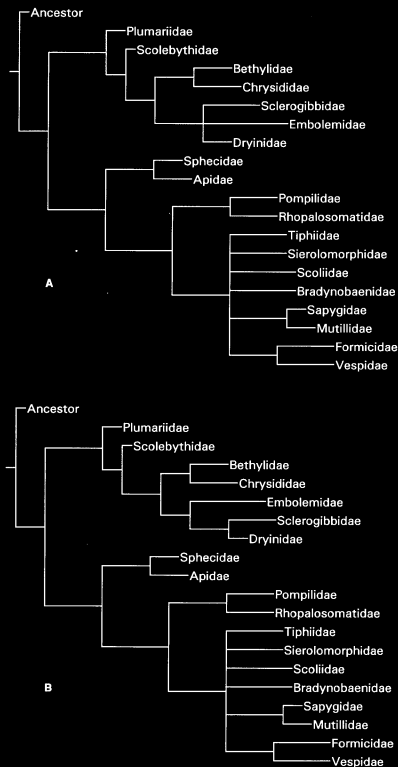 Ancestor
Plumariidae
Scolebythidae
Bethylidae
Chrysididae
Sclerogibbidae
Embolemidae
Dryinidae
Sphecidae
Apidae
Pompilidae
Rhopalosomatidae
Tiphiidae
Sierolomorphidae
Scoliidae
A
Bradynobaenidae
Sapygidae
Mutillidae
Formicidae
Vespidae
Ancestor
Plumariidae
Scolebythidae
Bethylidae
Chrysididae
Embolemidae
Sclerogibbidae
Dryinidae
Sphecidae
Apidae
Pompilidae
Rhopalosomatidae
Tiphiidae
Sierolomorphidae
Scoliidae
B
Bradynobaenidae
Sapygidae
Mutillidae
Formicidae
Vespidae